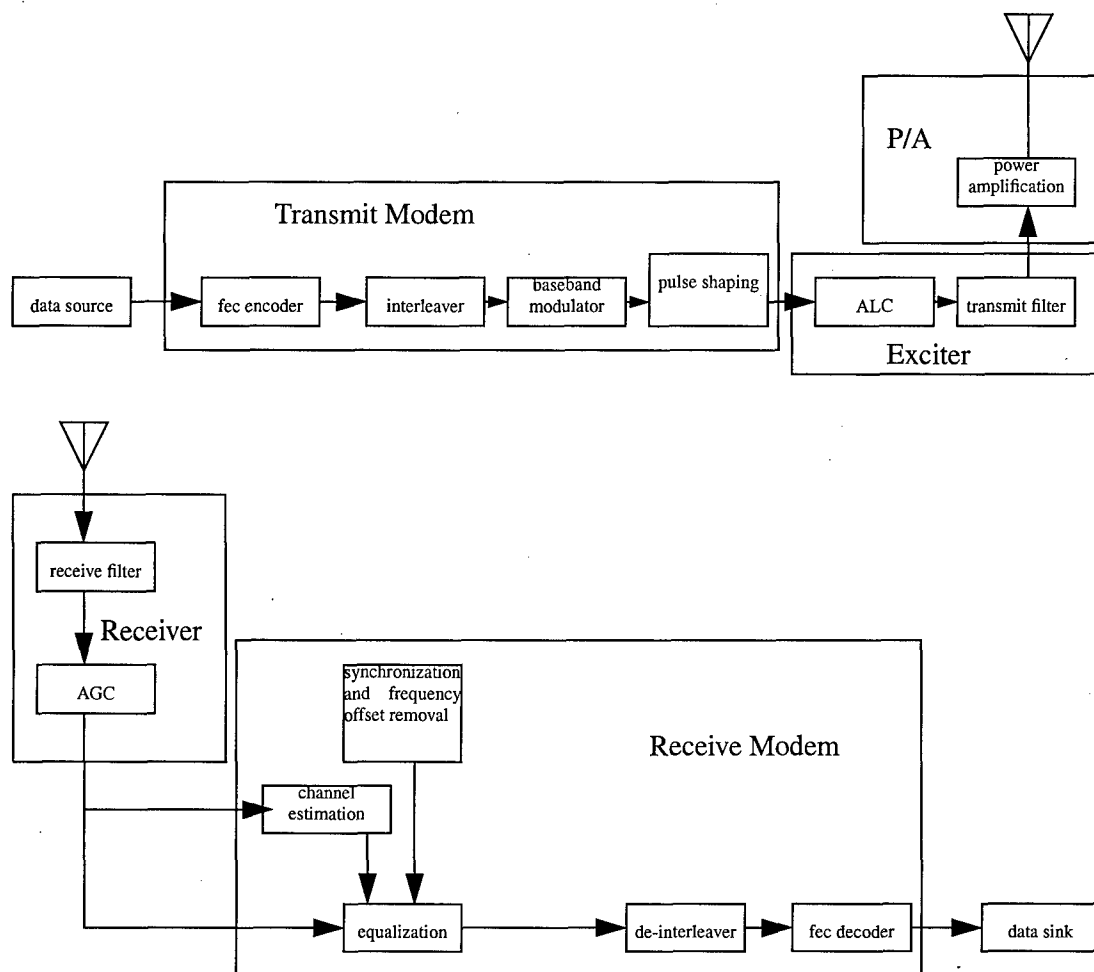 P/A
power
amplification
Transmit Modem
data source
fec encoder
interleaver
baseband
modulator
pulse shaping
ALC
transmit filter
Exciter
receive filter
Receiver
AGC
synchronization
and frequency
offset removal
Receive Modem
channel
estimation
equalization
de-interleaver
fec decoder
data sink